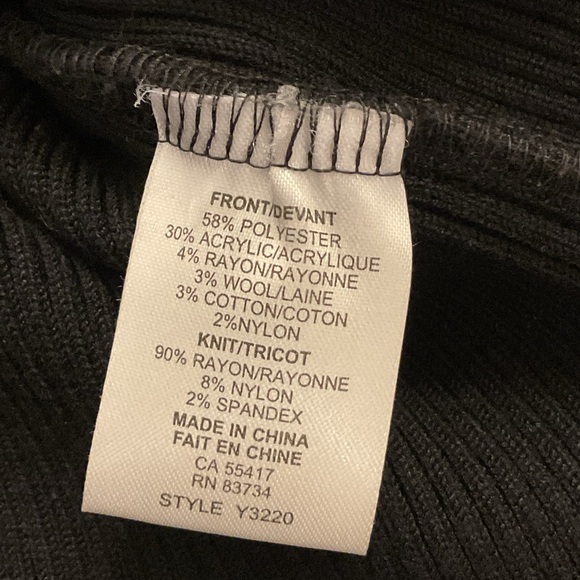 FRONT/DEVANT
58% POLYESTER
30% ACRYLIC/ACRYLIQUE
4% RAYON/RAYONNE
3% WOOL/LAINE
3% COTTON/COTON
2%NYLON
KNIT/TRICOT
90% RAYON/RAYONNE
8% NYLON
2% SPANDEX
MADE IN CHINA
FAIT EN CHINE
CA 55417
RN 83734
STYLE Y3220